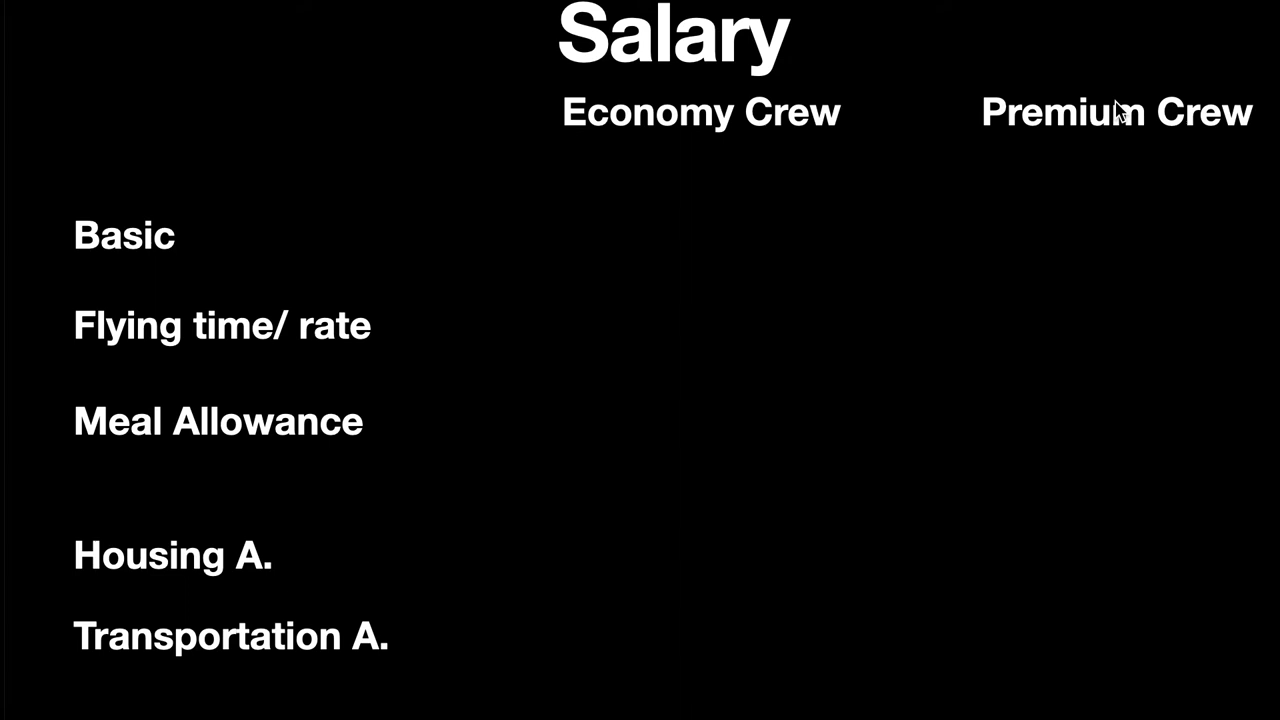 Salary
Economy Crew Premium Crew
Basic
Flying time/ rate
Meal Allowance
Housing A.
Transportation A.